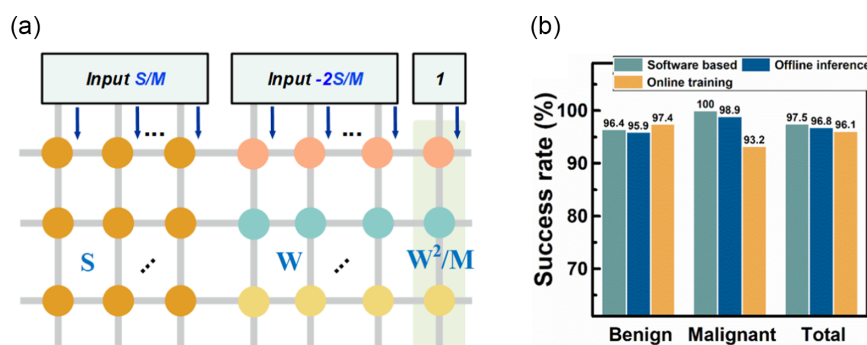 (a)
Input S/M
Input -2S/M
1
...
...
S
W
W²/M
(b)
Software based
Offline inference
Online training
Success rate (%)
100
90
80
70
96.4
95.9
97.4
100
98.9
93.2
97.5
96.8
96.1
Benign
Malignant
Total